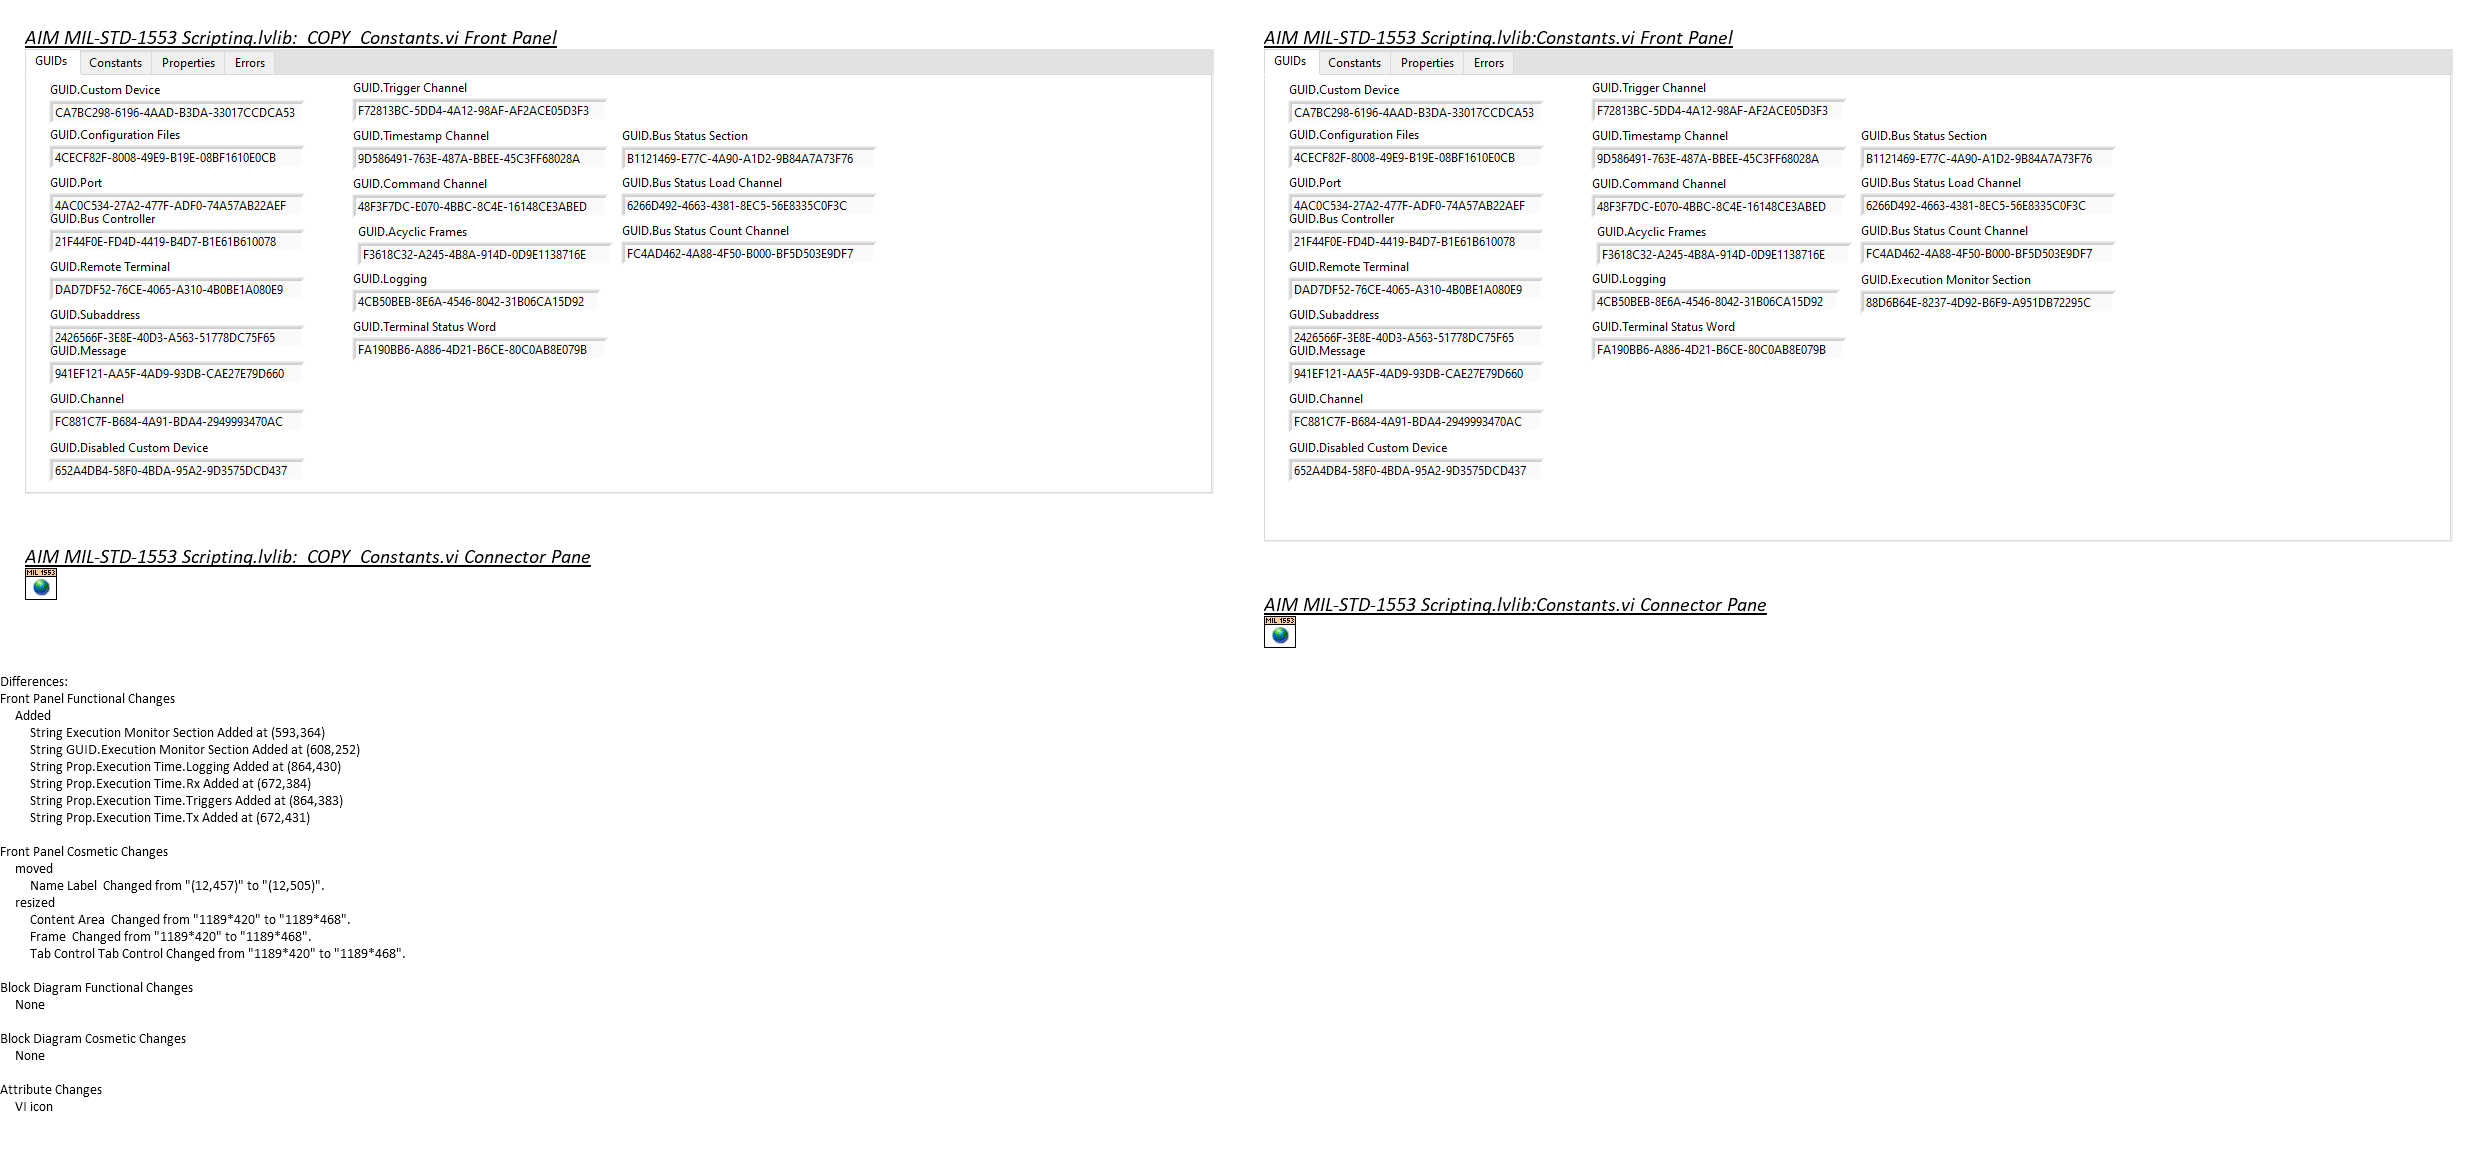 AIM MIL-STD-1553 Scripting.lvlib:_COPY_Constants.vi Front Panel
GUIDs Constants Properties Errors
GUID.Custom Device
CA7BC298-6196-4AAD-B3DA-33017CCDCA53
GUID.Configuration Files
4CECF82F-8008-49E9-B19E-08BF1610E0CB
GUID.Port
4AC0C534-27A2-477F-ADF0-74A57AB22AEF
GUID.Bus Controller
21F44F0E-FD4D-4419-B4D7-B1E61B610078
GUID.Remote Terminal
DAD7DF52-76CE-4065-A310-4B0BE1A080E9
GUID.Subaddress
2426566F-3E8E-40D3-A563-51778DC75F65
GUID.Message
941EF121-AA5F-4AD9-93DB-CAE27E79D660
GUID.Channel
FC881C7F-B684-4A91-BDA4-2949993470AC
GUID.Disabled Custom Device
652A4DB4-58F0-4BDA-95A2-9D3575DCD437
GUID.Trigger Channel
F72813BC-5DD4-4A12-98AF-AF2ACE05D3F3
GUID.Timestamp Channel
9D586491-763E-487A-BBEE-45C3FF68028A
GUID.Command Channel
48F3F7DC-E070-4BBC-8C4E-16148CE3ABED
GUID.Acyclic Frames
F3618C32-A245-4B8A-914D-0D9E1138716E
GUID.Logging
4CB50BEB-8E6A-4546-8042-31B06CA15D92
GUID.Terminal Status Word
FA190BB6-A886-4D21-B6CE-80C0AB8E079B
GUID.Bus Status Section
B1121469-E77C-4A90-A1D2-9B84A7A73F76
GUID.Bus Status Load Channel
6266D492-4663-4381-8EC5-56E8335C0F3C
GUID.Bus Status Count Channel
FC4AD462-4A88-4F50-B000-BF5D503E9DF7
AIM MIL-STD-1553 Scripting.lvlib:_COPY_Constants.vi Connector Pane
MIL 1553
AIM MIL-STD-1553 Scripting.lvlib:Constants.vi Front Panel
GUIDs Constants Properties Errors
GUID.Custom Device
CA7BC298-6196-4AAD-B3DA-33017CCDCA53
GUID.Configuration Files
4CECF82F-8008-49E9-B19E-08BF1610E0CB
GUID.Port
4AC0C534-27A2-477F-ADF0-74A57AB22AEF
GUID.Bus Controller
21F44F0E-FD4D-4419-B4D7-B1E61B610078
GUID.Remote Terminal
DAD7DF52-76CE-4065-A310-4B0BE1A080E9
GUID.Subaddress
2426566F-3E8E-40D3-A563-51778DC75F65
GUID.Message
941EF121-AA5F-4AD9-93DB-CAE27E79D660
GUID.Channel
FC881C7F-B684-4A91-BDA4-2949993470AC
GUID.Disabled Custom Device
652A4DB4-58F0-4BDA-95A2-9D3575DCD437
GUID.Trigger Channel
F72813BC-5DD4-4A12-98AF-AF2ACE05D3F3
GUID.Timestamp Channel
9D586491-763E-487A-BBEE-45C3FF68028A
GUID.Command Channel
48F3F7DC-E070-4BBC-8C4E-16148CE3ABED
GUID.Acyclic Frames
F3618C32-A245-4B8A-914D-0D9E1138716E
GUID.Logging
4CB50BEB-8E6A-4546-8042-31B06CA15D92
GUID.Terminal Status Word
FA190BB6-A886-4D21-B6CE-80C0AB8E079B
GUID.Bus Status Section
B1121469-E77C-4A90-A1D2-9B84A7A73F76
GUID.Bus Status Load Channel
6266D492-4663-4381-8EC5-56E8335C0F3C
GUID.Bus Status Count Channel
FC4AD462-4A88-4F50-B000-BF5D503E9DF7
GUID.Execution Monitor Section
88D6B64E-8237-4D92-B6F9-A951DB72295C
AIM MIL-STD-1553 Scripting.lvlib:Constants.vi Connector Pane
MIL 1553
Differences:
Front Panel Functional Changes
Added
String Execution Monitor Section Added at (593,364)
String GUID.Execution Monitor Section Added at (608,252)
String Prop.Execution Time.Logging Added at (864,430)
String Prop.Execution Time.Rx Added at (672,384)
String Prop.Execution Time.Triggers Added at (864,383)
String Prop.Execution Time.Tx Added at (672,431)
Front Panel Cosmetic Changes
moved
Name Label  Changed from "(12,457)" to "(12,505)".
resized
Content Area  Changed from "1189*420" to "1189*468".
Frame  Changed from "1189*420" to "1189*468".
Tab Control Tab Control Changed from "1189*420" to "1189*468".
Block Diagram Functional Changes
None
Block Diagram Cosmetic Changes
None
Attribute Changes
VI icon